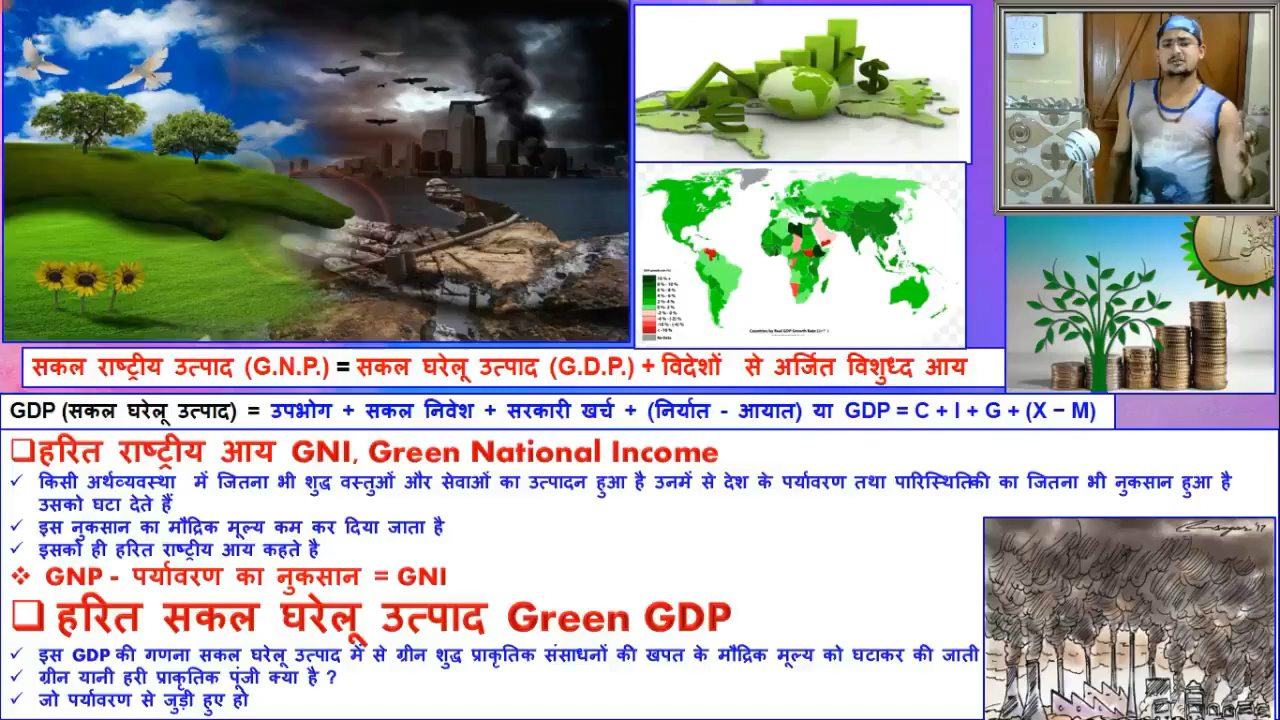 सकल राष्ट्रीय उत्पाद (G.N.P.) = सकल घरेलू उत्पाद (G.D.P.) + विदेशों से अर्जित विशुध्द आय
GDP (सकल घरेलू उत्पाद) = उपभोग + सकल निवेश + सरकारी खर्च + (निर्यात - आयात) या GDP = C + I + G + (X − M)
हरित राष्ट्रीय आय GNI, Green National Income
किसी अर्थव्यवस्था में जितना भी शुद्ध वस्तुओं और सेवाओं का उत्पादन हुआ है उनमें से देश के पर्यावरण तथा पारिस्थितिकी का जितना भी नुकसान हुआ है
उसको घटा देते हैं
इस नुकसान का मौद्रिक मूल्य कम कर दिया जाता है
इसको ही हरित राष्ट्रीय आय कहते है
GNP - पर्यावरण का नुकसान = GNI
हरित सकल घरेलू उत्पाद Green GDP
इस GDP की गणना सकल घरेलू उत्पाद में से ग्रीन शुद्ध प्राकृतिक संसाधनों की खपत के मौद्रिक मूल्य को घटाकर की जाती
ग्रीन यानी हरी प्राकृतिक पूंजी क्या है ?
जो पर्यावरण से जुड़ी हुए हो